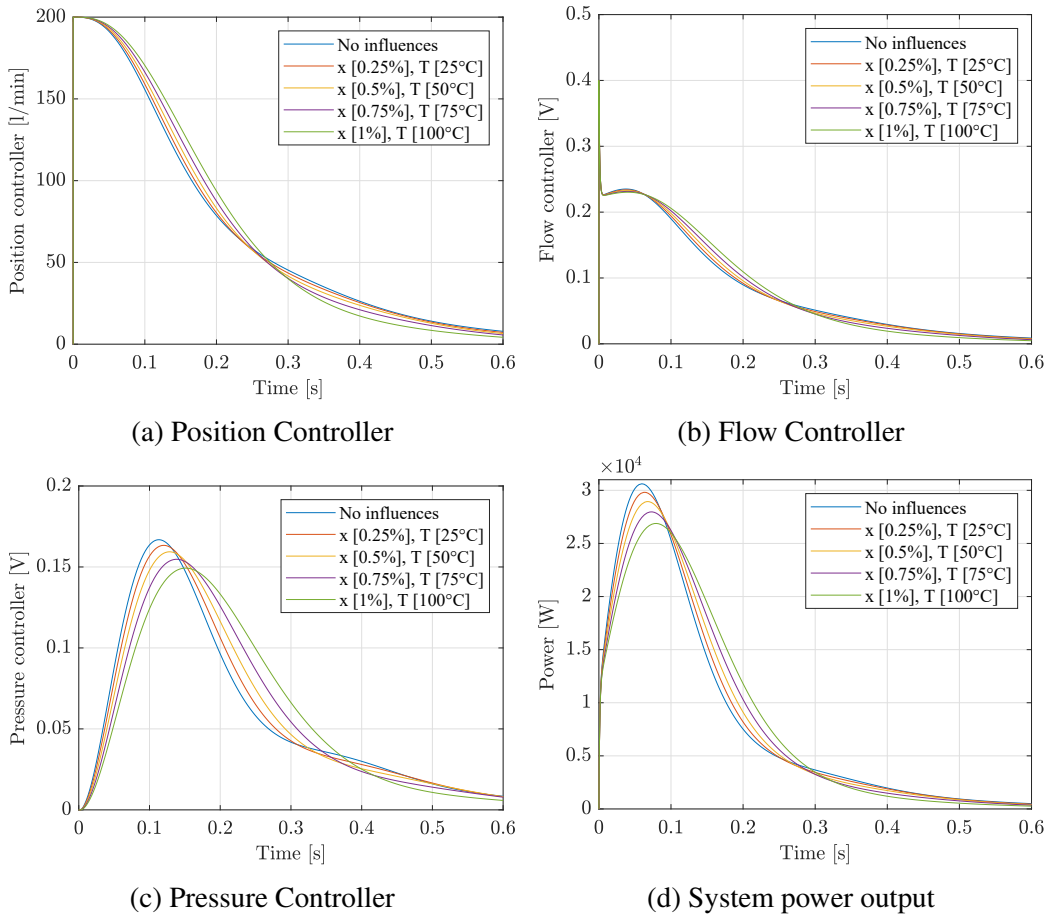 200
150
100
50
0
Position controller [l/min]
No influences
x [0.25%], T [25°C]
x [0.5%], T [50°C]
x [0.75%], T [75°C]
x [1%], T [100°C]
0 0.1 0.2 0.3 0.4 0.5 0.6
Time [s]
(a) Position Controller
0.5
0.4
0.3
0.2
0.1
0
Flow controller [V]
No influences
x [0.25%], T [25°C]
x [0.5%], T [50°C]
x [0.75%], T [75°C]
x [1%], T [100°C]
0 0.1 0.2 0.3 0.4 0.5 0.6
Time [s]
(b) Flow Controller
0.2
0.15
0.1
0.05
0
Pressure controller [V]
No influences
x [0.25%], T [25°C]
x [0.5%], T [50°C]
x [0.75%], T [75°C]
x [1%], T [100°C]
0 0.1 0.2 0.3 0.4 0.5 0.6
Time [s]
(c) Pressure Controller
×10⁴
3
2.5
2
1.5
1
0.5
0
Power [W]
No influences
x [0.25%], T [25°C]
x [0.5%], T [50°C]
x [0.75%], T [75°C]
x [1%], T [100°C]
0 0.1 0.2 0.3 0.4 0.5 0.6
Time [s]
(d) System power output